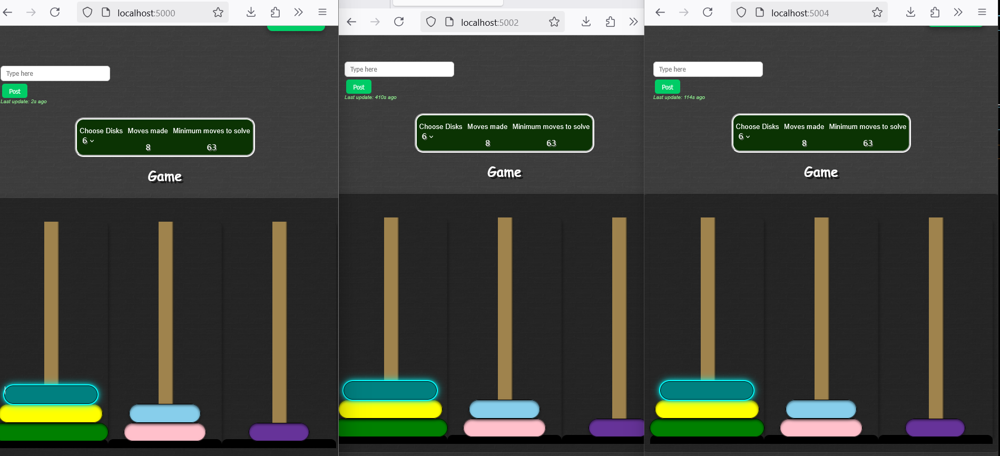 localhost:5000
Type here
Post
Last update: 2s ago
Choose Disks Moves made Minimum moves to solve
6
8 63
Game
localhost:5002
Type here
Post
Last update: 410s ago
Choose Disks Moves made Minimum moves to solve
6
8 63
Game
localhost:5004
Type here
Post
Last update: 114s ago
Choose Disks Moves made Minimum moves to solve
6
8 63
Game